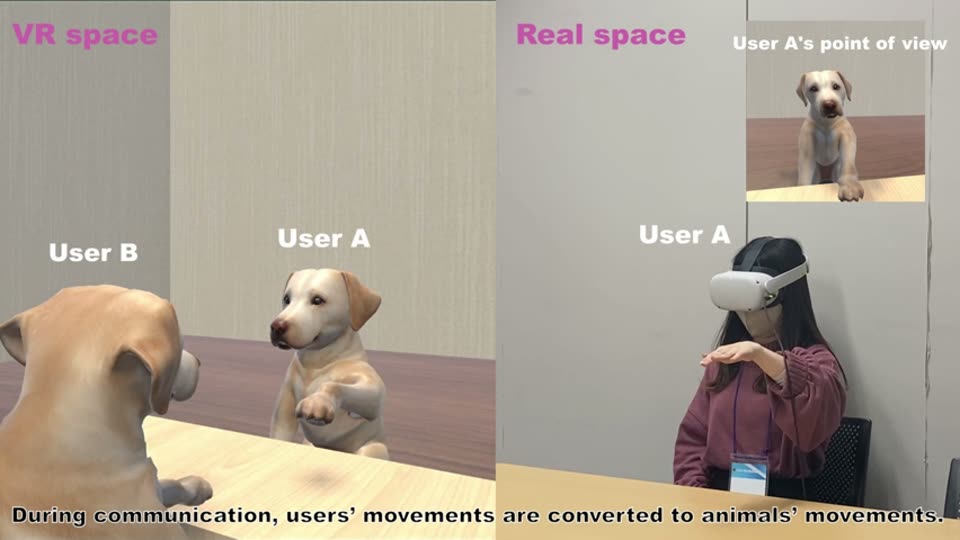 VR space
Real space
User A's point of view
User B
User A
User A
During communication, users' movements are converted to animals' movements.